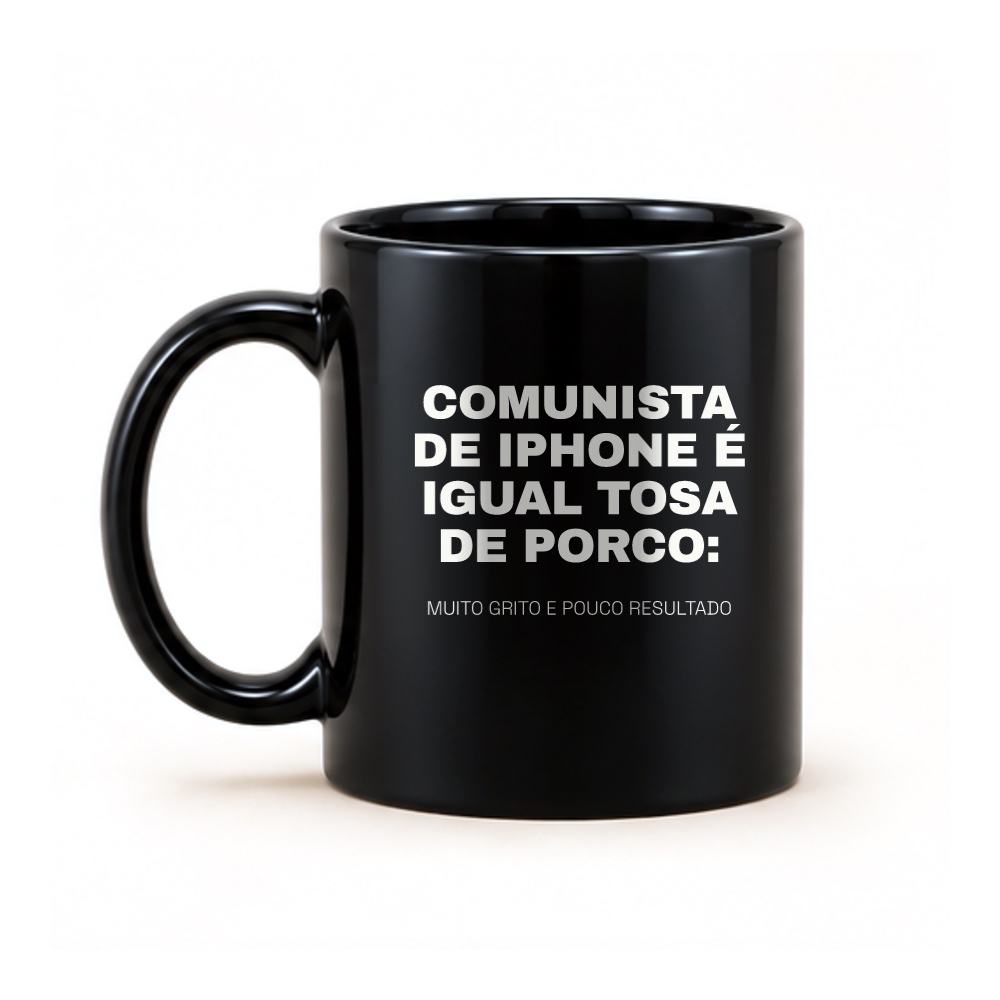 COMUNISTA
DE IPHONE É
IGUAL TOSA
DE PORCO:
MUITO GRITO E POUCO RESULTADO